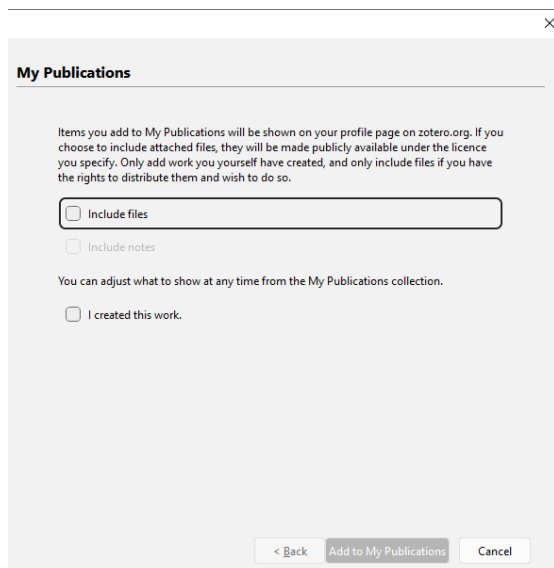 My Publications
Items you add to My Publications will be shown on your profile page on zotero.org. If you
choose to include attached files, they will be made publicly available under the licence
you specify. Only add work you yourself have created, and only include files if you have
the rights to distribute them and wish to do so.
Include files
Include notes
You can adjust what to show at any time from the My Publications collection.
I created this work.
< Back
Add to My Publications
Cancel